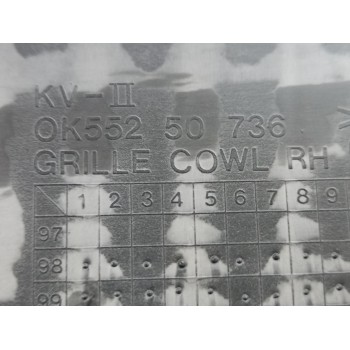 KV-III
OK552 50 736
GRILLE COWL RH
1 2 3 4 5 6 7 8 9
97
98
99